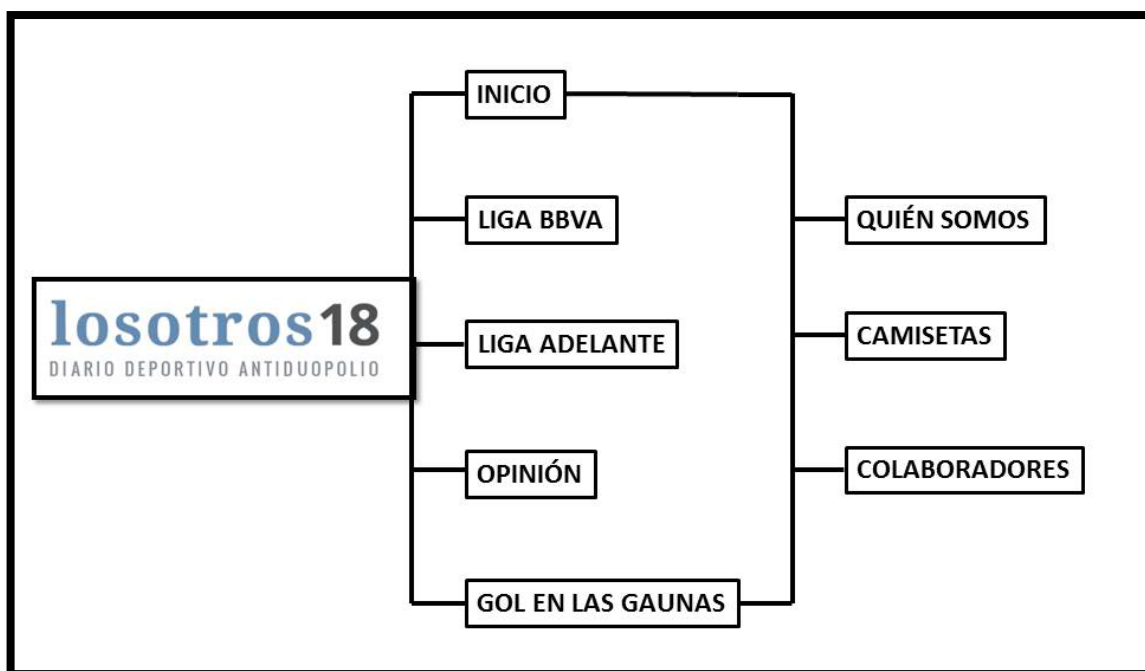 INICIO
LIGA BBVA
QUIÉN SOMOS
losotros18
DIARIO DEPORTIVO ANTIDUOPOLIO
LIGA ADELANTE
CAMISETAS
OPINIÓN
COLABORADORES
GOL EN LAS GAUNAS